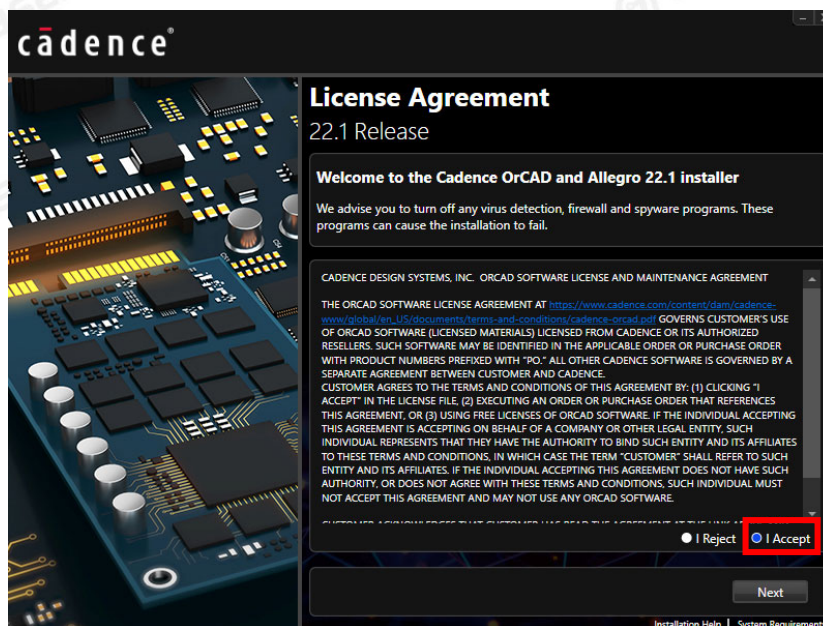 cādence®
License Agreement
22.1 Release
Welcome to the Cadence OrCAD and Allegro 22.1 installer
We advise you to turn off any virus detection, firewall and spyware programs. These
programs can cause the installation to fail.
CADENCE DESIGN SYSTEMS, INC. ORCAD SOFTWARE LICENSE AND MAINTENANCE AGREEMENT
THE ORCAD SOFTWARE LICENSE AGREEMENT AT https://www.cadence.com/content/dam/cadence-
www/global/en_US/documents/terms-and-conditions/cadence-orcad.pdf GOVERNS CUSTOMER'S USE
OF ORCAD SOFTWARE (LICENSED MATERIALS) LICENSED FROM CADENCE OR ITS AUTHORIZED
RESELLERS. SUCH SOFTWARE MAY BE IDENTIFIED IN THE APPLICABLE ORDER OR PURCHASE ORDER
WITH PRODUCT NUMBERS PREFIXED WITH "PO." ALL OTHER CADENCE SOFTWARE IS GOVERNED BY A
SEPARATE AGREEMENT BETWEEN CUSTOMER AND CADENCE.
CUSTOMER AGREES TO THE TERMS AND CONDITIONS OF THIS AGREEMENT BY: (1) CLICKING "I
ACCEPT" IN THE LICENSE FILE, (2) EXECUTING AN ORDER OR PURCHASE ORDER THAT REFERENCES
THIS AGREEMENT, OR (3) USING FREE LICENSES OF ORCAD SOFTWARE. IF THE INDIVIDUAL ACCEPTING
THIS AGREEMENT IS ACCEPTING ON BEHALF OF A COMPANY OR OTHER LEGAL ENTITY, SUCH
INDIVIDUAL REPRESENTS THAT THEY HAVE THE AUTHORITY TO BIND SUCH ENTITY AND ITS AFFILIATES
TO THESE TERMS AND CONDITIONS, IN WHICH CASE THE TERM "CUSTOMER" SHALL REFER TO SUCH
ENTITY AND ITS AFFILIATES. IF THE INDIVIDUAL ACCEPTING THIS AGREEMENT DOES NOT HAVE SUCH
AUTHORITY, OR DOES NOT AGREE WITH THESE TERMS AND CONDITIONS, SUCH INDIVIDUAL MUST
NOT ACCEPT THIS AGREEMENT AND MAY NOT USE ANY ORCAD SOFTWARE.
I Reject I Accept
Next
Installation Help | System Requirement